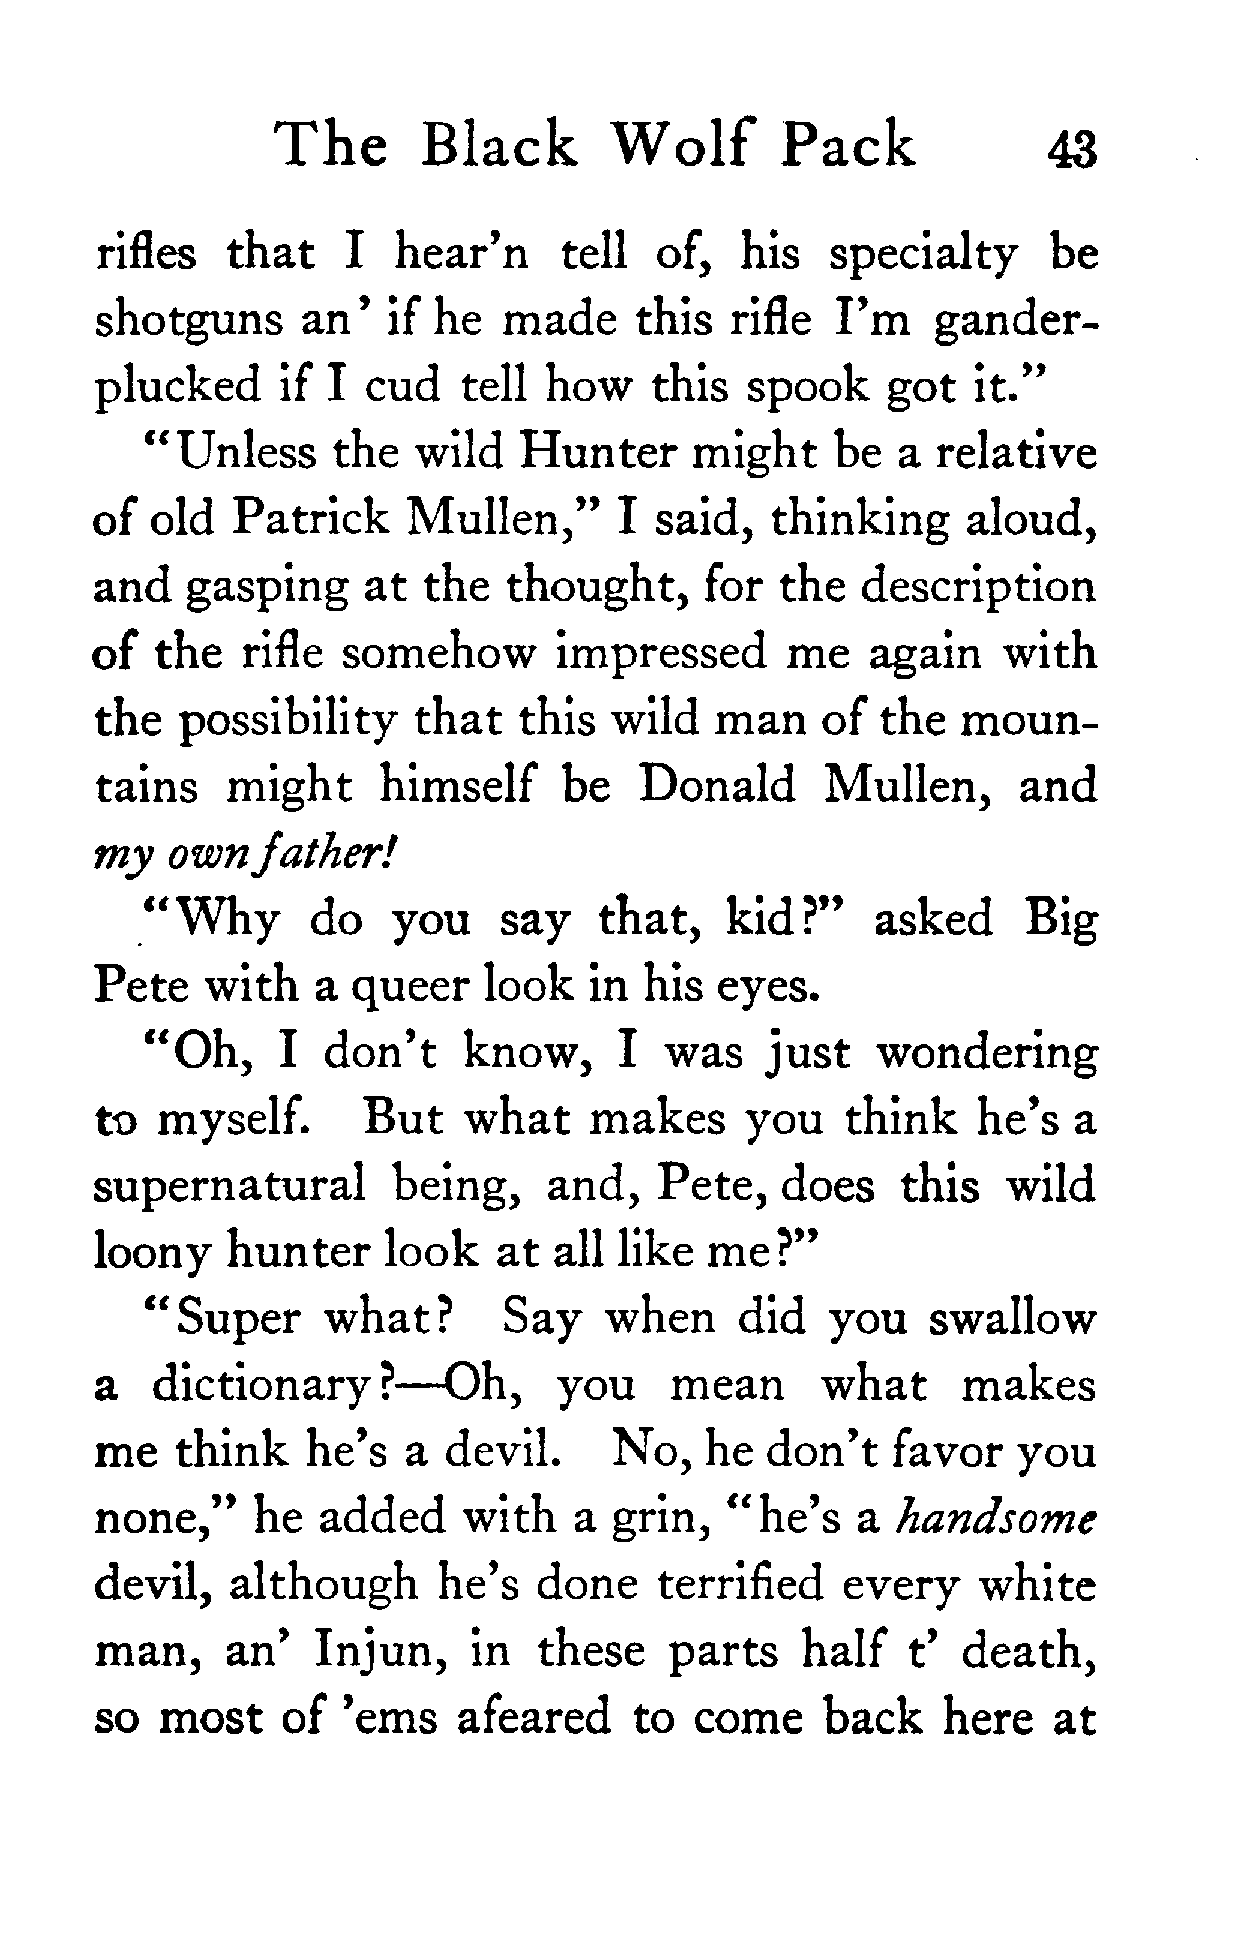 The Black Wolf Pack 43
rifles that I hear'n tell of, his specialty be
shotguns an' if he made this rifle I'm gander-
plucked if I cud tell how this spook got it."
"Unless the wild Hunter might be a relative
of old Patrick Mullen," I said, thinking aloud,
and gasping at the thought, for the description
of the rifle somehow impressed me again with
the possibility that this wild man of the moun-
tains might himself be Donald Mullen, and
my own father!
"Why do you say that, kid?" asked Big
Pete with a queer look in his eyes.
"Oh, I don't know, I was just wondering
to myself. But what makes you think he's a
supernatural being, and, Pete, does this wild
loony hunter look at all like me?"
"Super what? Say when did you swallow
a dictionary?—Oh, you mean what makes
me think he's a devil. No, he don't favor you
none," he added with a grin, "he's a handsome
devil, although he's done terrified every white
man, an' Injun, in these parts half t' death,
so most of 'ems afeared to come back here at